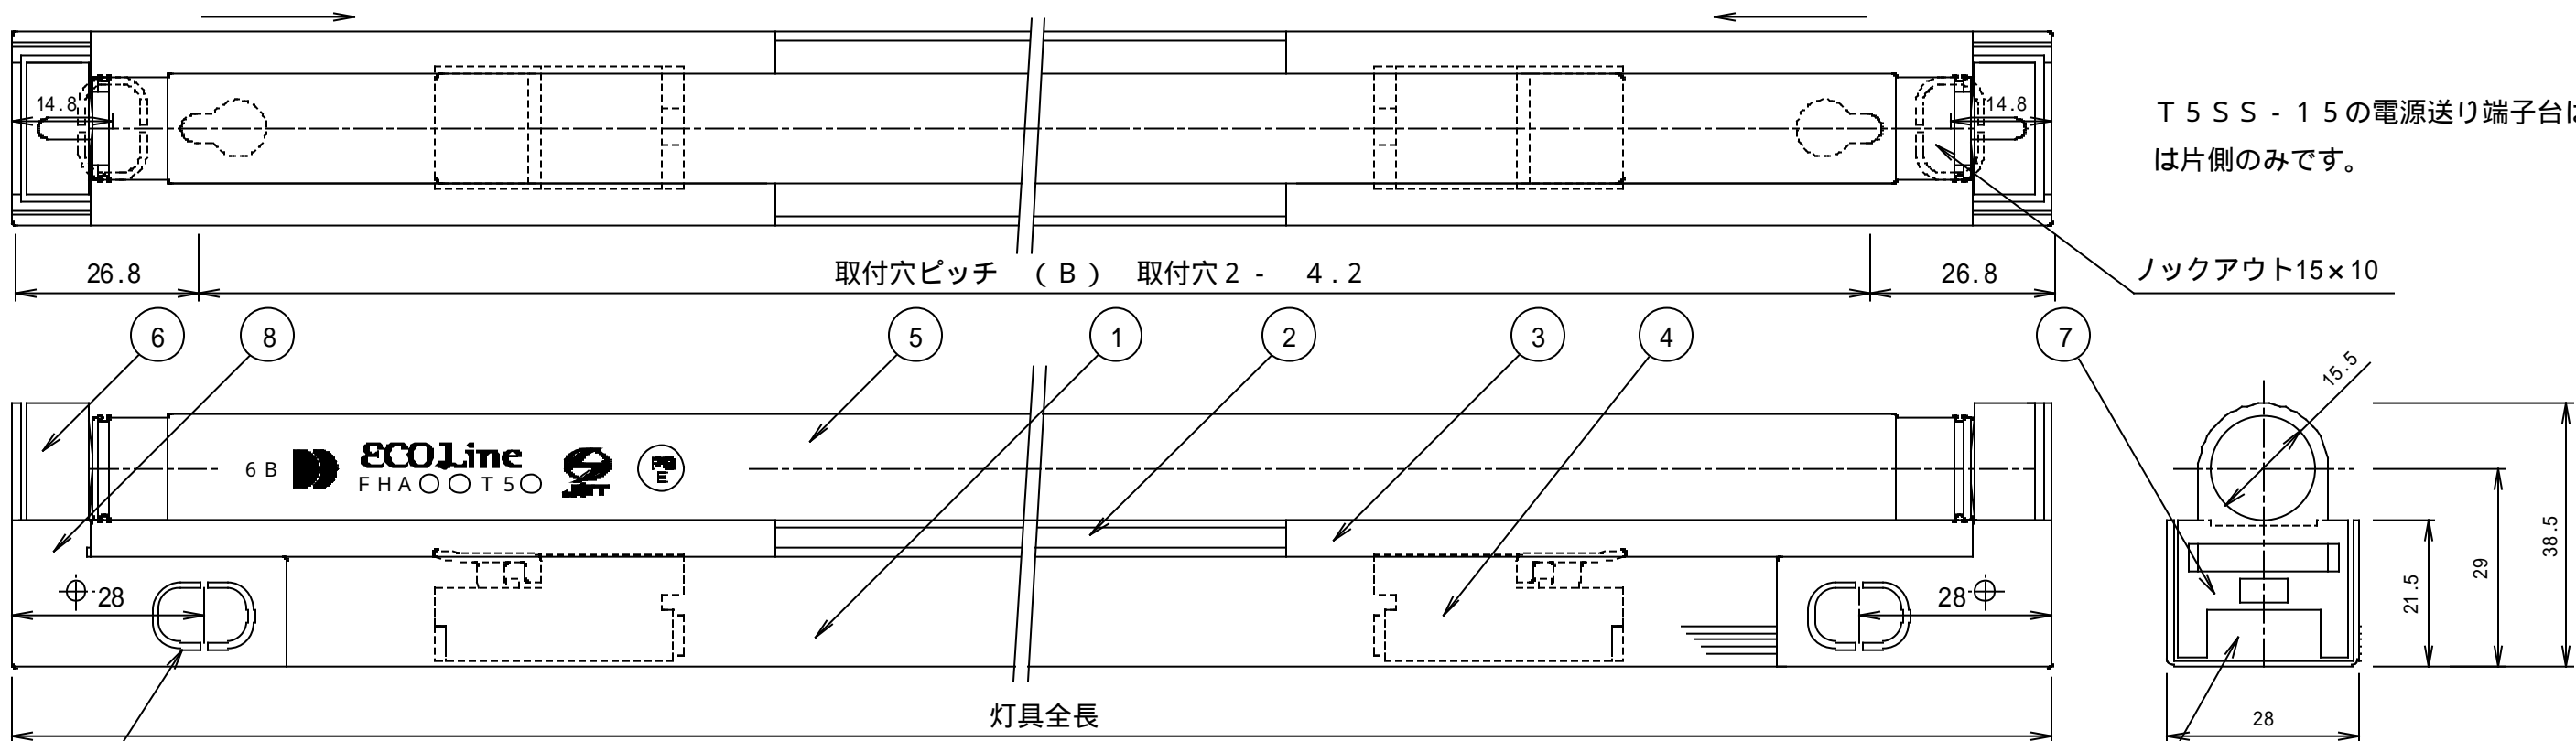 14.8
14.8
T5SS-15の電源送り端子台は
は片側のみです。
26.8
取付穴ピッチ (B) 取付穴2- 4.2
26.8
ノックアウト15×10
6
8
5
1
2
3
4
7
15.5
6B
ECOLine
FHA○○T5○
JET
28
28
21.5
29
38.5
灯具全長
28